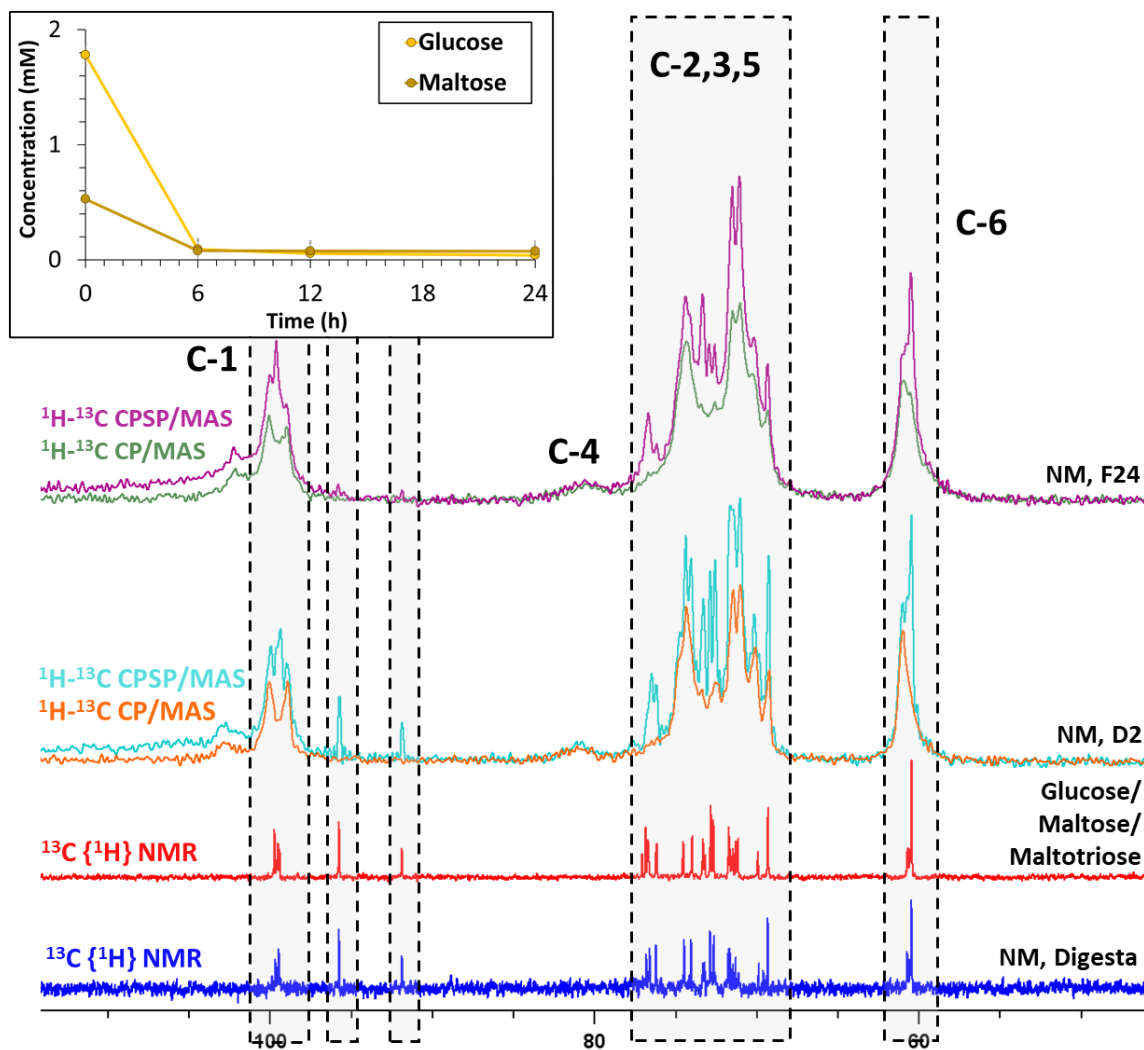 2
Glucose
Maltose
1
0
Concentration (mM)
0
6
12
18
24
Time (h)
C-2,3,5
C-6
C-1
C-4
¹H-¹³C CPSP/MAS
¹H-¹³C CP/MAS
NM, F24
¹H-¹³C CPSP/MAS
¹H-¹³C CP/MAS
NM, D2
Glucose/
Maltose/
Maltotriose
¹³C {¹H} NMR
¹³C {¹H} NMR
NM, Digesta
100
80
60